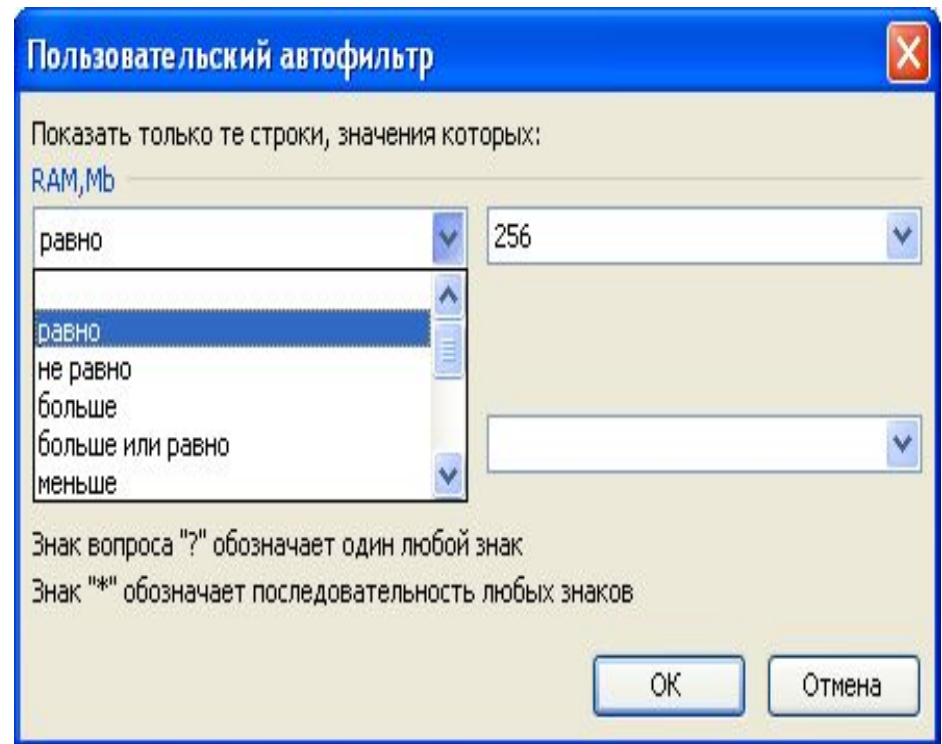 Пользовательский автофильтр
Показать только те строки, значения которых:
RAM,Mb
равно 256
равно
не равно
больше
больше или равно
меньше
Знак вопроса "?" обозначает один любой знак
Знак "*" обозначает последовательность любых знаков
ОК Отмена